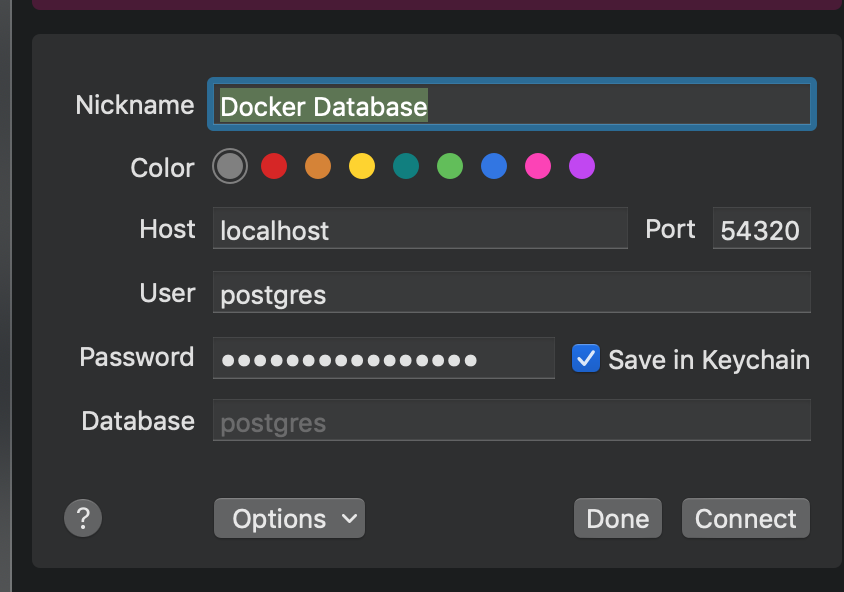 Nickname Docker Database
Color
Host localhost Port 54320
User postgres
Password ●●●●●●●●●●●●●●●● Save in Keychain
Database postgres
? Options Done Connect